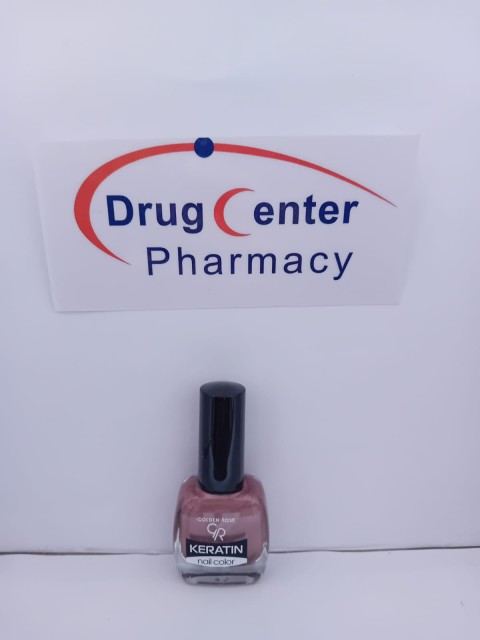 Drug Center
Pharmacy
GOLDEN ROSE
GR
KERATIN
nail color